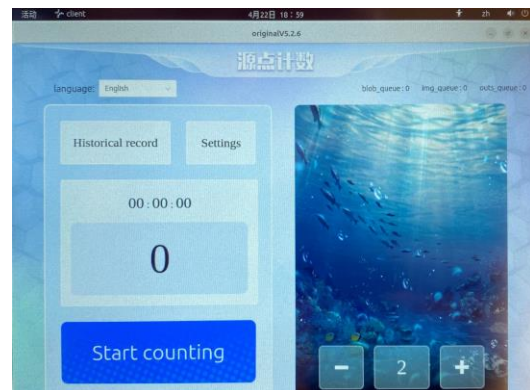 活动 client 4月22日 18：59 zh
originalV5.2.6
源点计数
language: English blob_queue: 0 img_queue: 0 outs_queue: 0
Historical record Settings
00:00:00
0
Start counting
− 2 +